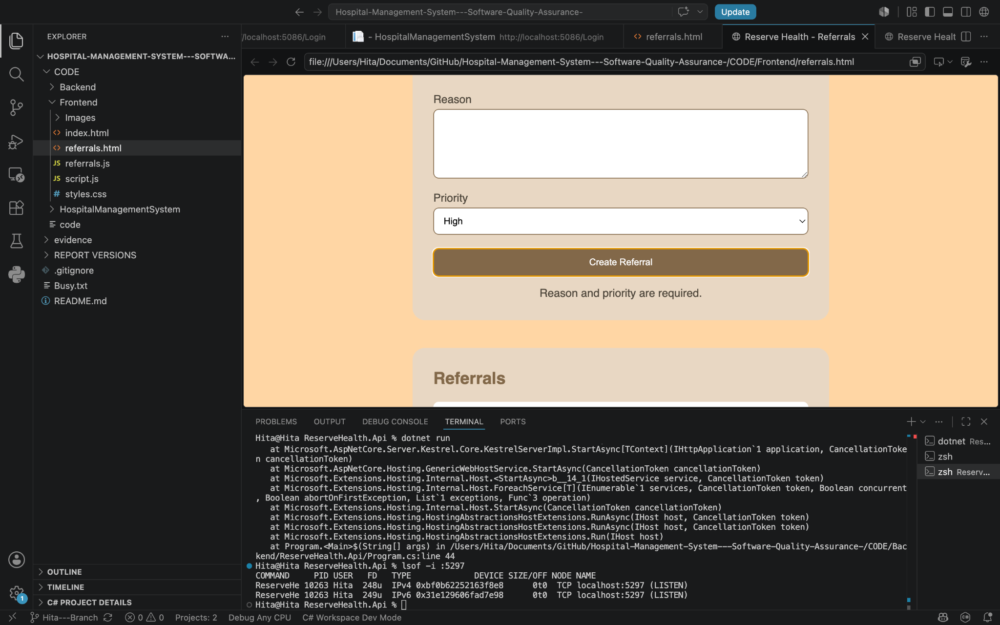 Hospital-Management-System---Software-Quality-Assurance-
Update
EXPLORER
/localhost:5086/Login
- HospitalManagementSystem http://localhost:5086/Login
referrals.html
Reserve Health - Referrals
Reserve Healt
HOSPITAL-MANAGEMENT-SYSTEM---SOFTWA...
file:///Users/Hita/Documents/GitHub/Hospital-Management-System---Software-Quality-Assurance-/CODE/Frontend/referrals.html
CODE
Backend
Frontend
Images
index.html
referrals.html
JS referrals.js
JS script.js
# styles.css
HospitalManagementSystem
code
evidence
REPORT VERSIONS
.gitignore
Busy.txt
README.md
OUTLINE
TIMELINE
C# PROJECT DETAILS
1
Reason
Priority
High
Create Referral
Reason and priority are required.
Referrals
PROBLEMS OUTPUT DEBUG CONSOLE TERMINAL PORTS
Hita@Hita ReserveHealth.Api % dotnet run
at Microsoft.AspNetCore.Server.Kestrel.Core.KestrelServerImpl.StartAsync[TContext](IHttpApplication`1 application, CancellationToke
n cancellationToken)
at Microsoft.AspNetCore.Hosting.GenericWebHostService.StartAsync(CancellationToken cancellationToken)
at Microsoft.Extensions.Hosting.Internal.Host.<StartAsync>b__14_1(IHostedService service, CancellationToken token)
at Microsoft.Extensions.Hosting.Internal.Host.ForeachService[T](IEnumerable`1 services, CancellationToken token, Boolean concurrent
, Boolean abortOnFirstException, List`1 exceptions, Func`3 operation)
at Microsoft.Extensions.Hosting.Internal.Host.StartAsync(CancellationToken cancellationToken)
at Microsoft.Extensions.Hosting.HostingAbstractionsHostExtensions.RunAsync(IHost host, CancellationToken token)
at Microsoft.Extensions.Hosting.HostingAbstractionsHostExtensions.RunAsync(IHost host, CancellationToken token)
at Microsoft.Extensions.Hosting.HostingAbstractionsHostExtensions.Run(IHost host)
at Program.<Main>$(String[] args) in /Users/Hita/Documents/GitHub/Hospital-Management-System---Software-Quality-Assurance-/CODE/Bac
kend/ReserveHealth.Api/Program.cs:line 44
Hita@Hita ReserveHealth.Api % lsof -i :5297
COMMAND PID USER FD TYPE DEVICE SIZE/OFF NODE NAME
ReserveHe 10263 Hita 248u IPv4 0xbf0b62252163f8e8 0t0 TCP localhost:5297 (LISTEN)
ReserveHe 10263 Hita 249u IPv6 0x31e129606fad7e98 0t0 TCP localhost:5297 (LISTEN)
Hita@Hita ReserveHealth.Api %
dotnet Res...
zsh
zsh Reserv...
Hita---Branch 0 0 Projects: 2 Debug Any CPU C# Workspace Dev Mode